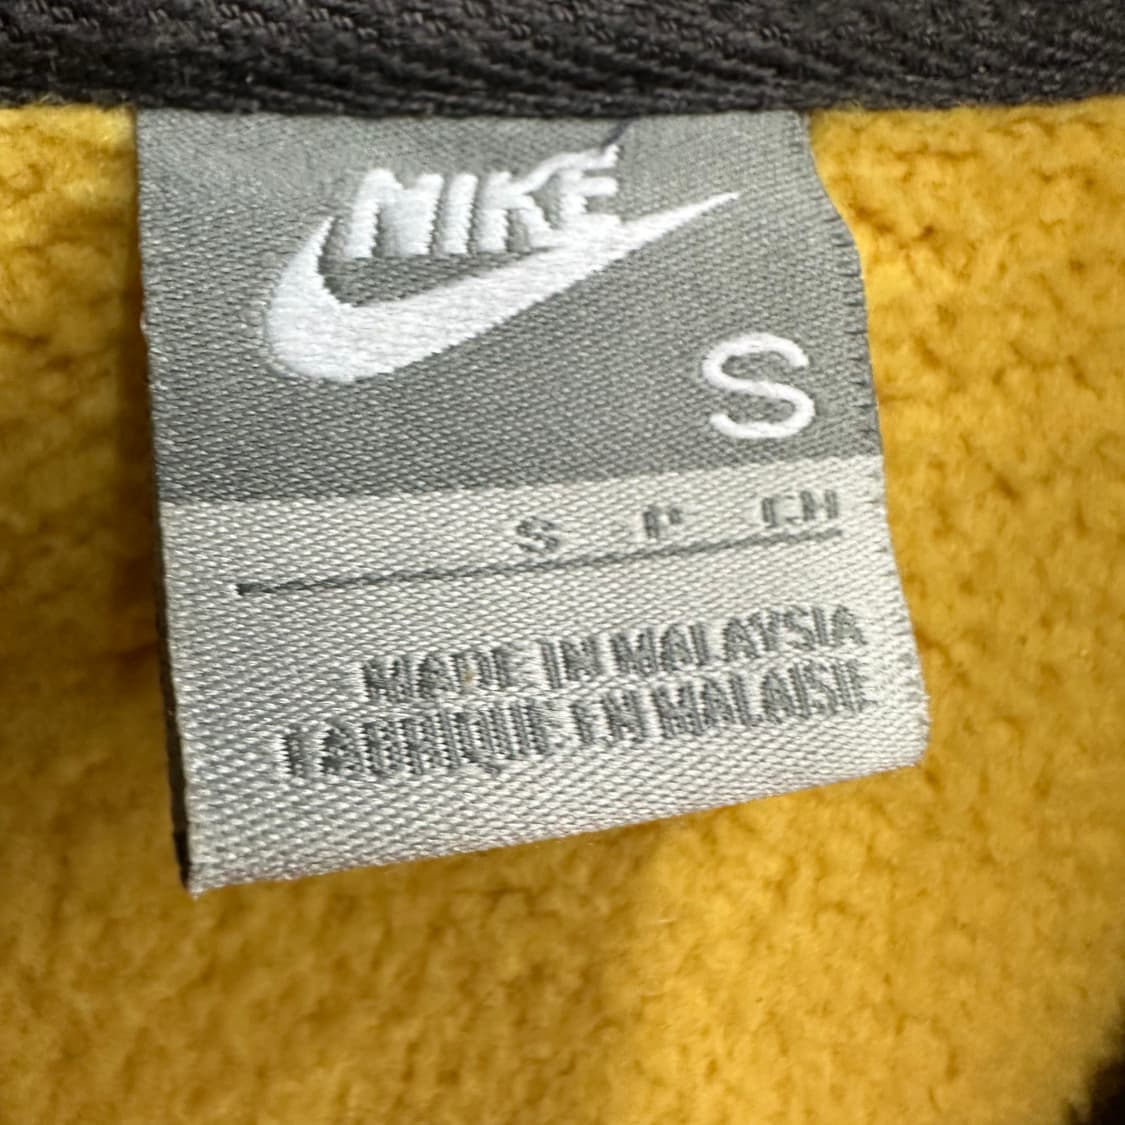 NIKE
S
S P CH
MADE IN MALAYSIA
FABRIQUE EN MALAISIE